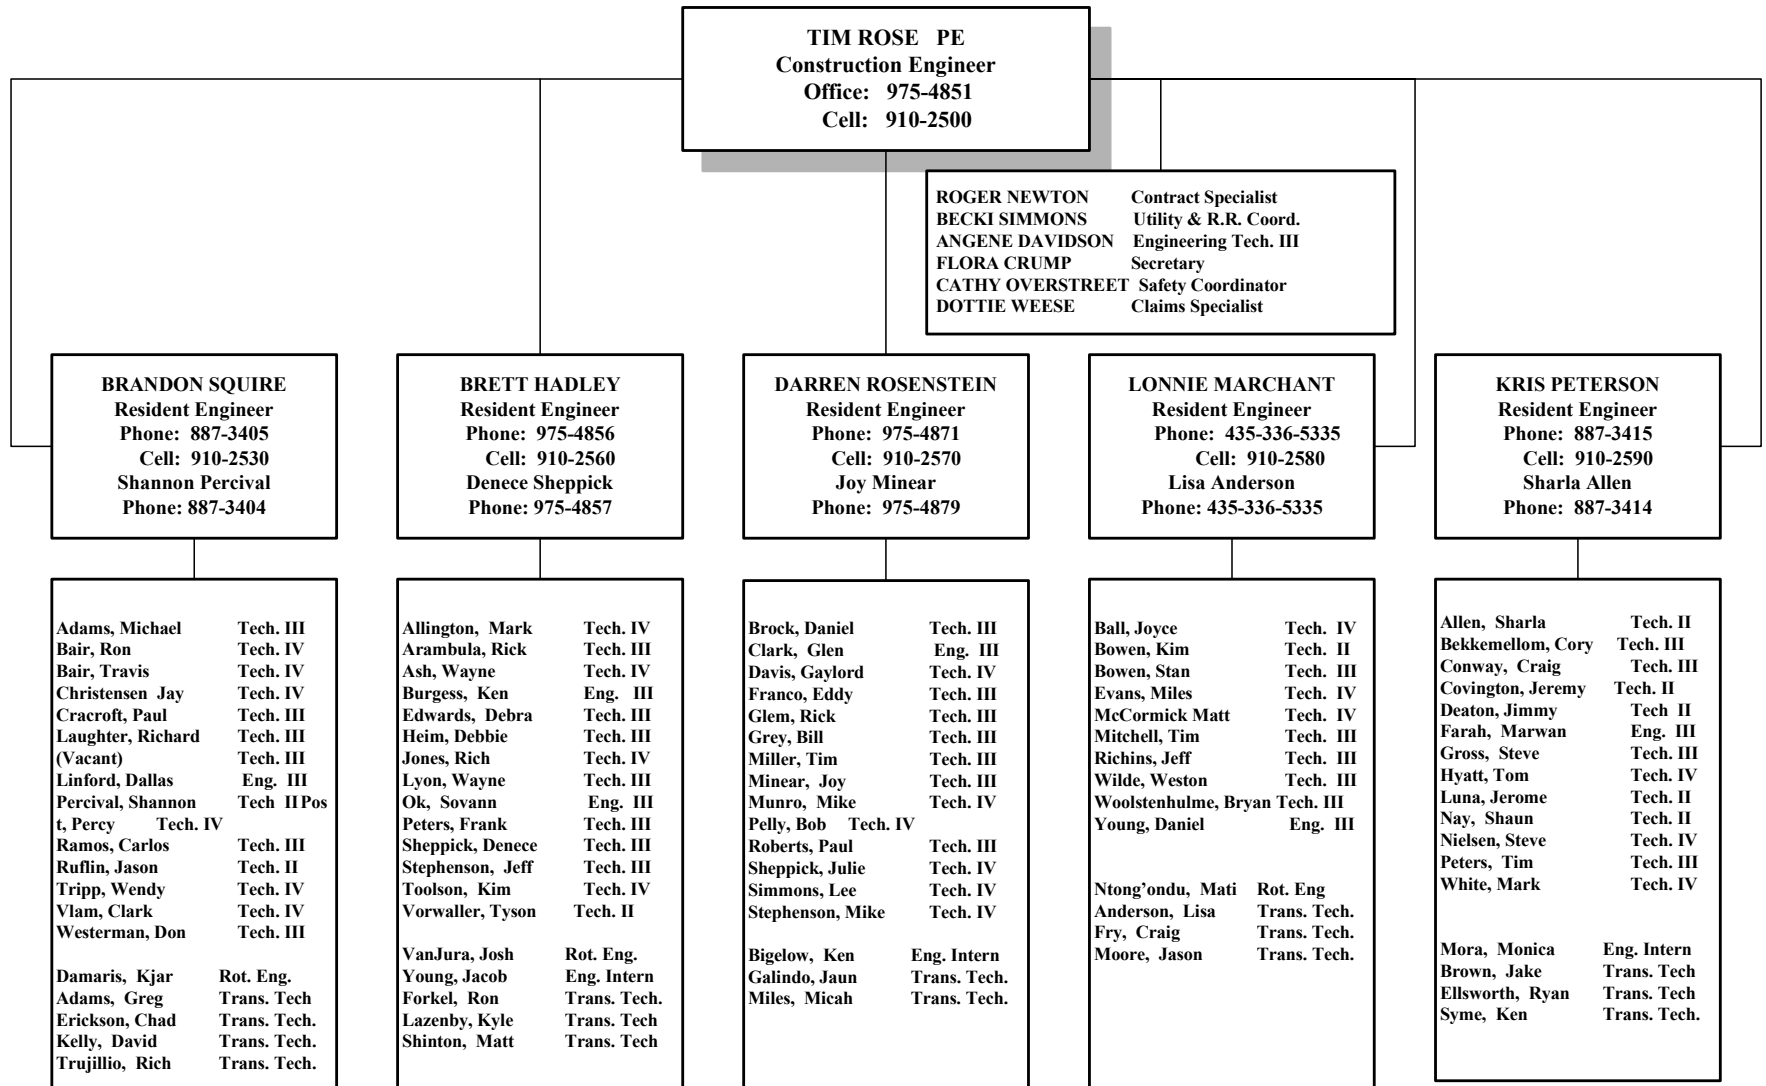 TIM ROSE PE
Construction Engineer
Office: 975-4851
Cell: 910-2500
ROGER NEWTON Contract Specialist
BECKI SIMMONS Utility & R.R. Coord.
ANGENE DAVIDSON Engineering Tech. III
FLORA CRUMP Secretary
CATHY OVERSTREET Safety Coordinator
DOTTIE WEESE Claims Specialist
BRANDON SQUIRE
Resident Engineer
Phone: 887-3405
Cell: 910-2530
Shannon Percival
Phone: 887-3404
BRETT HADLEY
Resident Engineer
Phone: 975-4856
Cell: 910-2560
Denece Sheppick
Phone: 975-4857
DARREN ROSENSTEIN
Resident Engineer
Phone: 975-4871
Cell: 910-2570
Joy Minear
Phone: 975-4879
LONNIE MARCHANT
Resident Engineer
Phone: 435-336-5335
Cell: 910-2580
Lisa Anderson
Phone: 435-336-5335
KRIS PETERSON
Resident Engineer
Phone: 887-3415
Cell: 910-2590
Sharla Allen
Phone: 887-3414
Adams, Michael Tech. III
Bair, Ron Tech. IV
Bair, Travis Tech. IV
Christensen Jay Tech. IV
Cracroft, Paul Tech. III
Laughter, Richard Tech. III
(Vacant) Tech. III
Linford, Dallas Eng. III
Percival, Shannon Tech II Pos
t, Percy Tech. IV
Ramos, Carlos Tech. III
Ruflin, Jason Tech. II
Tripp, Wendy Tech. IV
Vlam, Clark Tech. IV
Westerman, Don Tech. III
Damaris, Kjar Rot. Eng.
Adams, Greg Trans. Tech
Erickson, Chad Trans. Tech.
Kelly, David Trans. Tech.
Trujillio, Rich Trans. Tech.
Allington, Mark Tech. IV
Arambula, Rick Tech. III
Ash, Wayne Tech. IV
Burgess, Ken Eng. III
Edwards, Debra Tech. III
Heim, Debbie Tech. III
Jones, Rich Tech. IV
Lyon, Wayne Tech. III
Ok, Sovann Eng. III
Peters, Frank Tech. III
Sheppick, Denece Tech. III
Stephenson, Jeff Tech. III
Toolson, Kim Tech. IV
Vorwaller, Tyson Tech. II
VanJura, Josh Rot. Eng.
Young, Jacob Eng. Intern
Forkel, Ron Trans. Tech.
Lazenby, Kyle Trans. Tech
Shinton, Matt Trans. Tech
Brock, Daniel Tech. III
Clark, Glen Eng. III
Davis, Gaylord Tech. IV
Franco, Eddy Tech. III
Glem, Rick Tech. III
Grey, Bill Tech. III
Miller, Tim Tech. III
Minear, Joy Tech. III
Munro, Mike Tech. IV
Pelly, Bob Tech. IV
Roberts, Paul Tech. III
Sheppick, Julie Tech. IV
Simmons, Lee Tech. IV
Stephenson, Mike Tech. IV
Bigelow, Ken Eng. Intern
Galindo, Jaun Trans. Tech.
Miles, Micah Trans. Tech.
Ball, Joyce Tech. IV
Bowen, Kim Tech. II
Bowen, Stan Tech. III
Evans, Miles Tech. IV
McCormick Matt Tech. IV
Mitchell, Tim Tech. III
Richins, Jeff Tech. III
Wilde, Weston Tech. III
Woolstenhulme, Bryan Tech. III
Young, Daniel Eng. III
Ntong’ondu, Mati Rot. Eng
Anderson, Lisa Trans. Tech.
Fry, Craig Trans. Tech.
Moore, Jason Trans. Tech.
Allen, Sharla Tech. II
Bekkemellom, Cory Tech. III
Conway, Craig Tech. III
Covington, Jeremy Tech. II
Deaton, Jimmy Tech II
Farah, Marwan Eng. III
Gross, Steve Tech. III
Hyatt, Tom Tech. IV
Luna, Jerome Tech. II
Nay, Shaun Tech. II
Nielsen, Steve Tech. IV
Peters, Tim Tech. III
White, Mark Tech. IV
Mora, Monica Eng. Intern
Brown, Jake Trans. Tech
Ellsworth, Ryan Trans. Tech
Syme, Ken Trans. Tech.